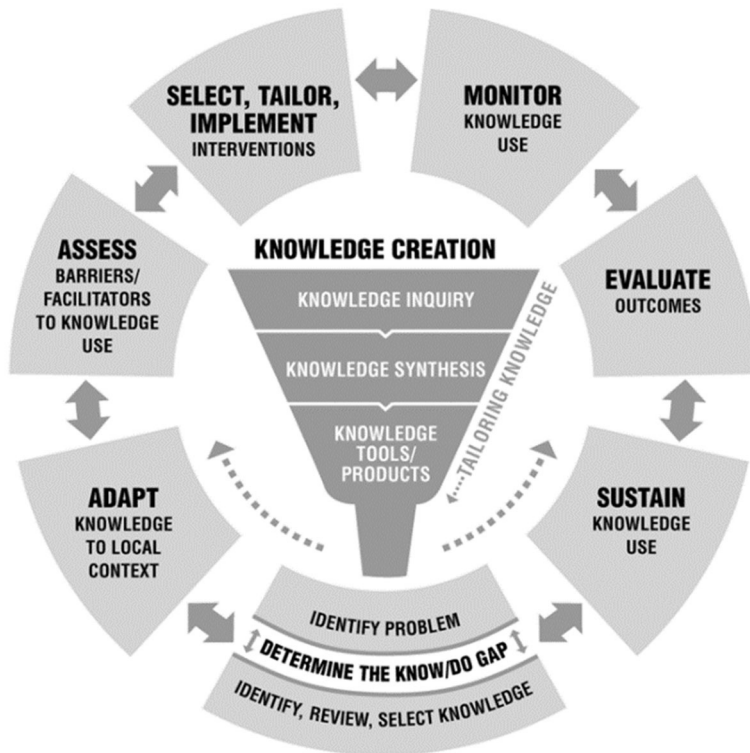 SELECT, TAILOR,
IMPLEMENT
INTERVENTIONS
MONITOR
KNOWLEDGE
USE
ASSESS
BARRIERS/
FACILITATORS
TO KNOWLEDGE
USE
KNOWLEDGE CREATION
KNOWLEDGE INQUIRY
KNOWLEDGE SYNTHESIS
KNOWLEDGE
TOOLS/
PRODUCTS
TAILORING KNOWLEDGE
EVALUATE
OUTCOMES
ADAPT
KNOWLEDGE
TO LOCAL
CONTEXT
SUSTAIN
KNOWLEDGE
USE
IDENTIFY PROBLEM
DETERMINE THE KNOW/DO GAP
IDENTIFY, REVIEW, SELECT KNOWLEDGE